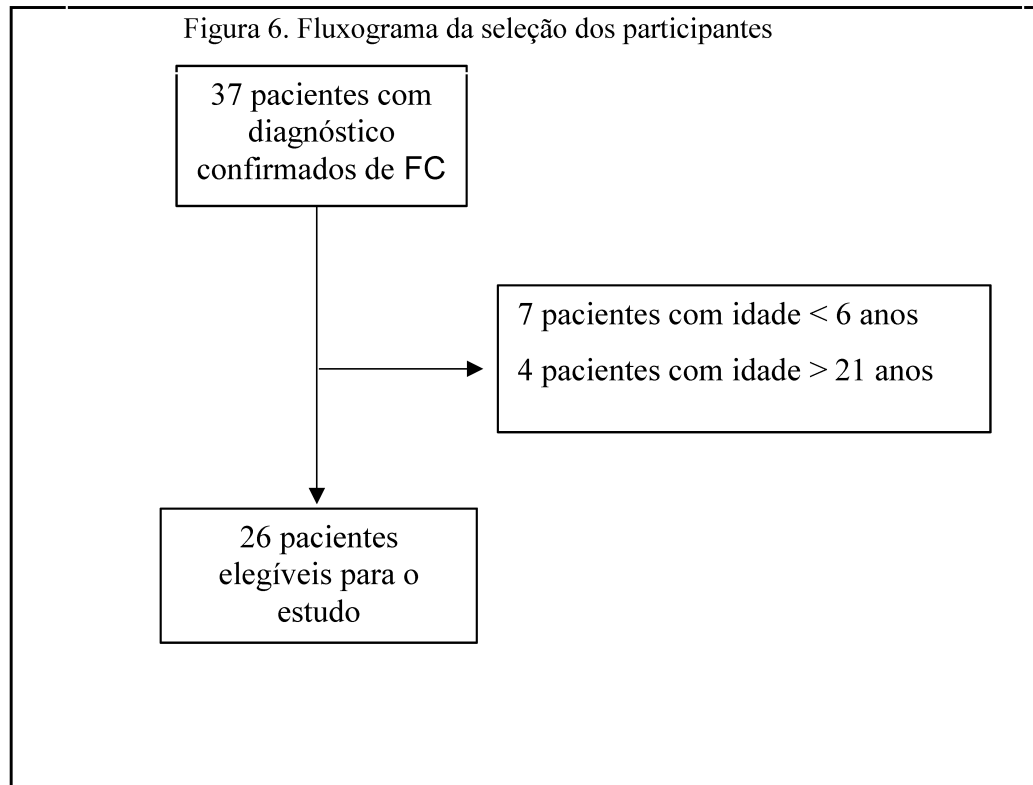 Figura 6. Fluxograma da seleção dos participantes
37 pacientes com
diagnóstico
confirmados de FC
7 pacientes com idade < 6 anos
4 pacientes com idade > 21 anos
26 pacientes
elegíveis para o
estudo